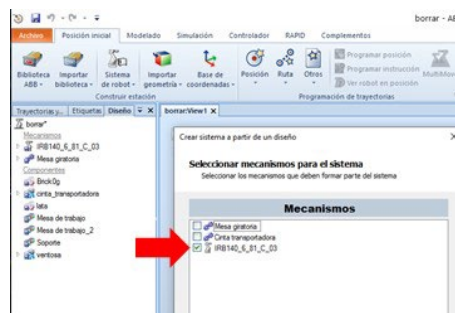 borrar - AB
Archivo Posición inicial Modelado Simulación Controlador RAPID Complementos
Biblioteca ABB Importar biblioteca Sistema de robot Importar geometría Base de coordenadas Posición Ruta Otros Programar posición MultiMove
Programar instrucción
Ver robot en posición
Construir estación Programación de trayectorias
Trayectorias y... Etiquetas Diseño borrar:View1
borrar*
Mecanismos
IRB140_6_81_C_03
Mesa giratoria
Componentes
Brick0g
cinta_transportadora
lata
Mesa de trabajo
Mesa de trabajo_2
Soporte
ventosa
Crear sistema a partir de un diseño
Seleccionar mecanismos para el sistema
Seleccionar los mecanismos que deben formar parte del sistema
Mecanismos
Mesa giratoria
Cinta transportadora
IRB140_6_81_C_03